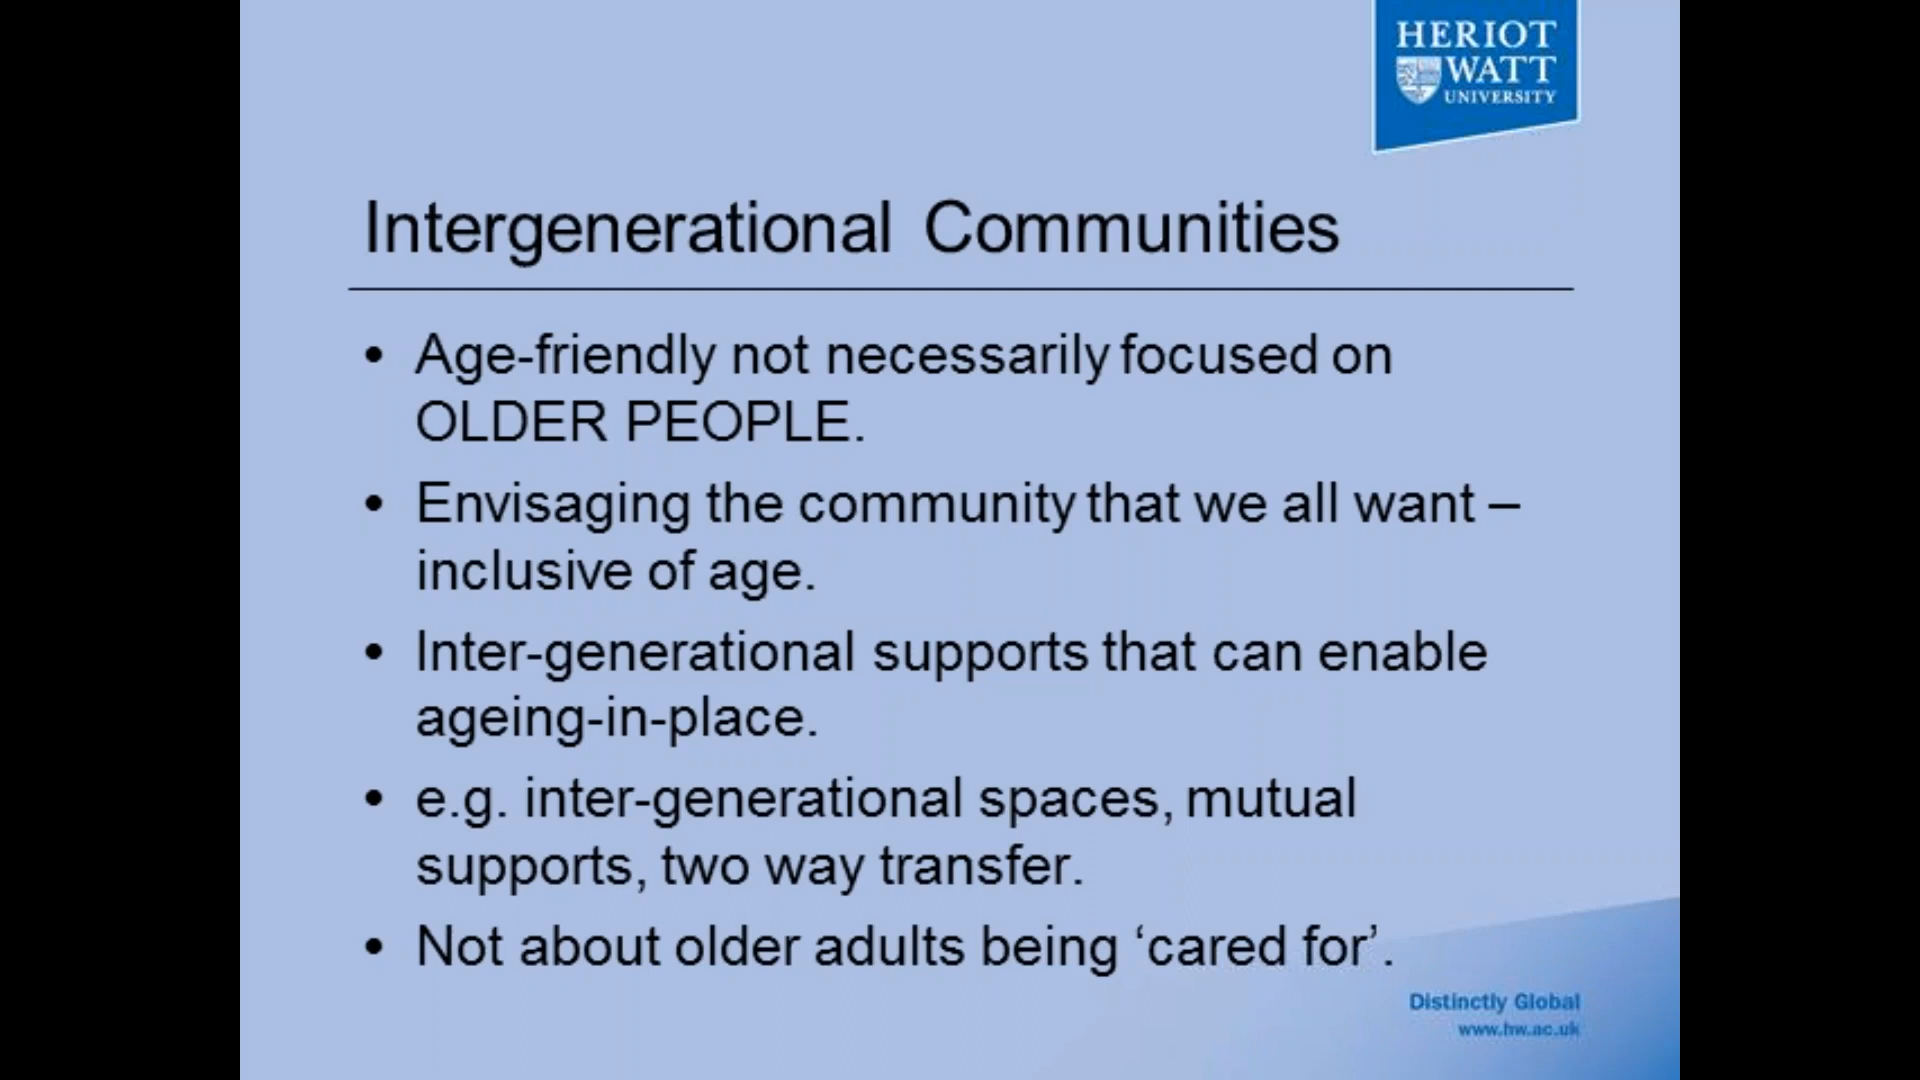 HERIOT
WATT
UNIVERSITY
Intergenerational Communities
• Age-friendly not necessarily focused on
OLDER PEOPLE.
• Envisaging the community that we all want –
inclusive of age.
• Inter-generational supports that can enable
ageing-in-place.
• e.g. inter-generational spaces, mutual
supports, two way transfer.
• Not about older adults being ‘cared for’.
Distinctly Global
www.hw.ac.uk